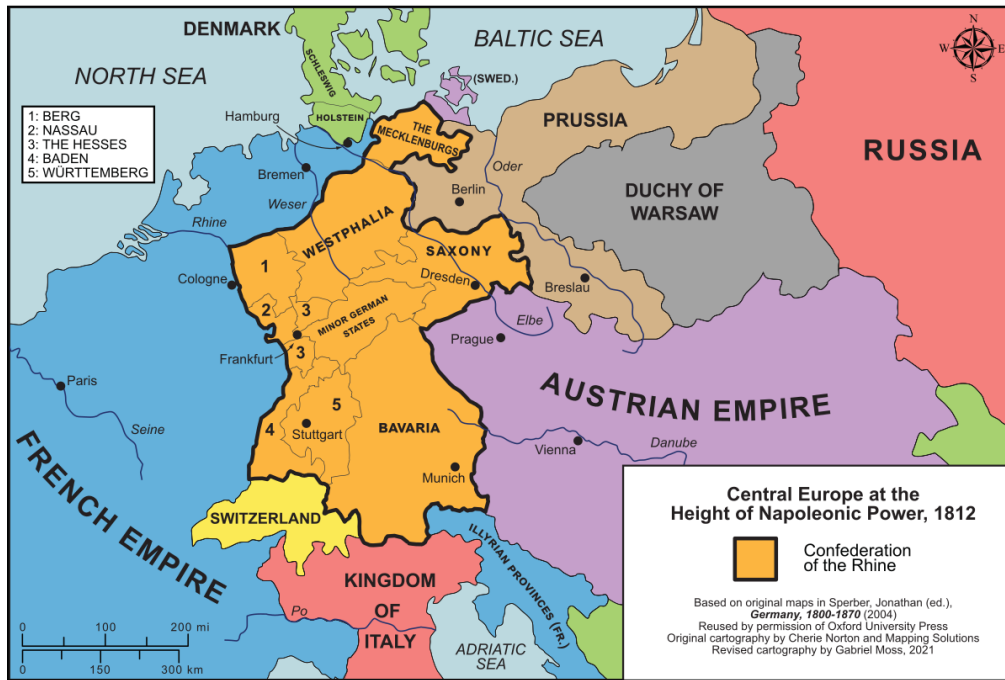 DENMARK
BALTIC SEA
NORTH SEA
SCHLESWIG
(SWED.)
N
W
E
S
HOLSTEIN
1: BERG
2: NASSAU
3: THE HESSES
4: BADEN
5: WÜRTTEMBERG
Hamburg
THE
MECKLENBURGS
PRUSSIA
RUSSIA
Oder
Bremen
Weser
Berlin
DUCHY OF
WARSAW
Rhine
WESTPHALIA
SAXONY
1
Cologne
Dresden
Breslau
2
3
MINOR GERMAN
STATES
Elbe
Prague
Frankfurt
3
Paris
AUSTRIAN EMPIRE
5
Seine
4
Stuttgart
BAVARIA
Vienna
Danube
Munich
FRENCH EMPIRE
SWITZERLAND
ILLYRIAN PROVINCES (FR.)
KINGDOM
OF
ITALY
Po
ADRIATIC
SEA
0
100
200 mi
0
150
300 km
Central Europe at the
Height of Napoleonic Power, 1812
Confederation
of the Rhine
Based on original maps in Sperber, Jonathan (ed.),
Germany, 1800-1870 (2004)
Reused by permission of Oxford University Press
Original cartography by Cherie Norton and Mapping Solutions
Revised cartography by Gabriel Moss, 2021